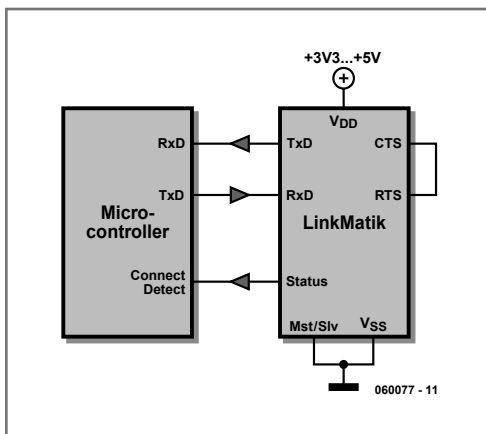 +3V3...+5V
VDD
RxD
TxD
CTS
TxD
RxD
RTS
Micro-
controller
LinkMatik
Connect
Detect
Status
Mst/Slv
VSS
060077 - 11